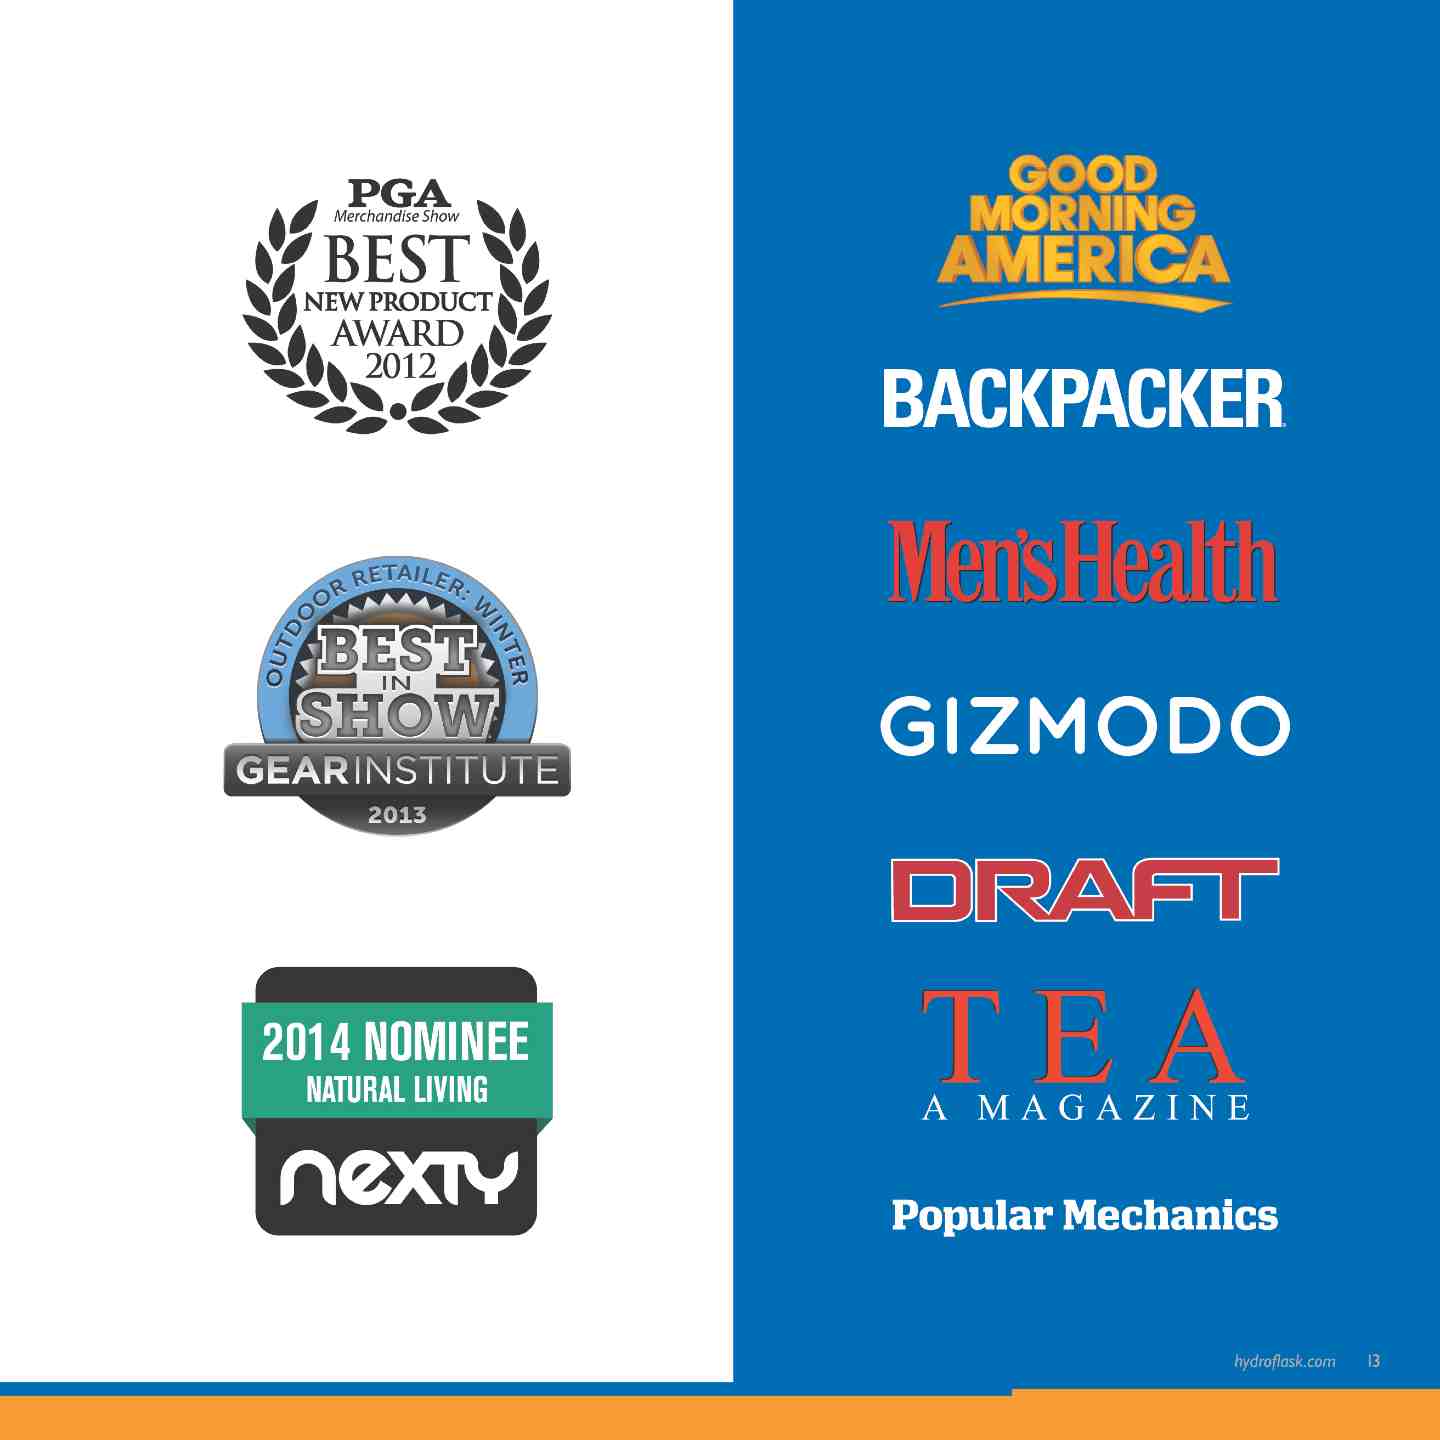 PGA
Merchandise Show
BEST
NEW PRODUCT
AWARD
2012
OUTDOOR RETAILER: WINTER
BEST
IN
SHOW
GEARINSTITUTE
2013
2014 NOMINEE
NATURAL LIVING
nexty
GOOD
MORNING
AMERICA
BACKPACKER
Men'sHealth
GIZMODO
DRAFT
TEA
A MAGAZINE
Popular Mechanics
hydroflask.com 13